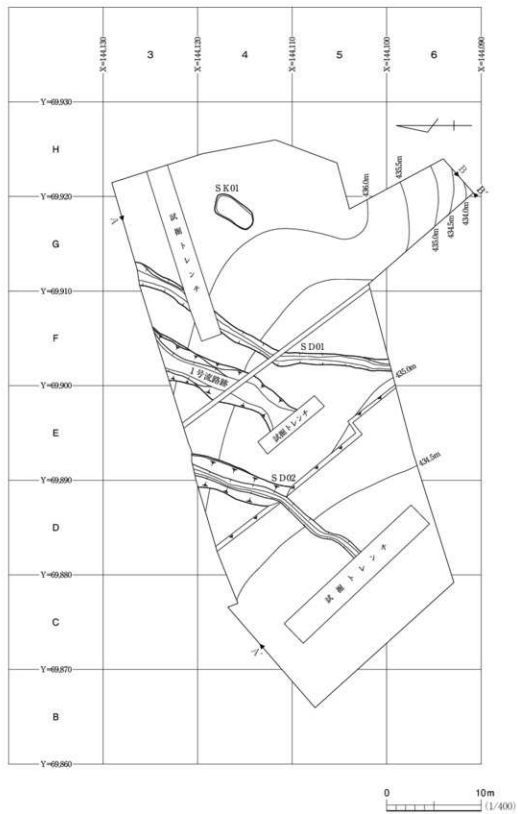 X=144,130
X=144,120
X=144,110
X=144,100
X=144,090
3
4
5
6
Y=69,930
H
Y=69,920
G
Y=69,910
F
Y=69,900
E
Y=69,890
D
Y=69,880
C
Y=69,870
B
Y=69,860
SK01
試掘トレンチ
A
436.0m
435.5m
435.0m
434.5m
434.0m
B
B'
SD01
1号流路跡
試掘トレンチ
435.0m
SD02
434.5m
試掘トレンチ
A'
0 10m
(1/400)